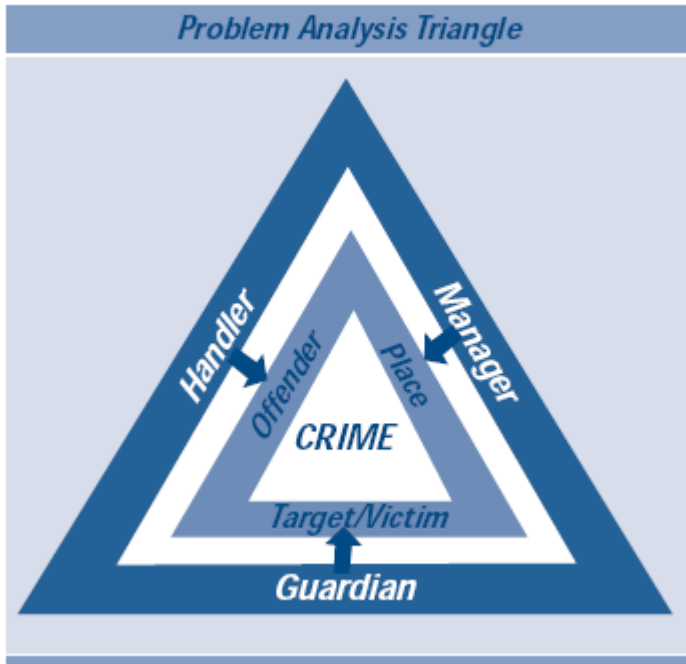 Problem Analysis Triangle
Handler
Manager
Offender
Place
CRIME
Target/Victim
Guardian